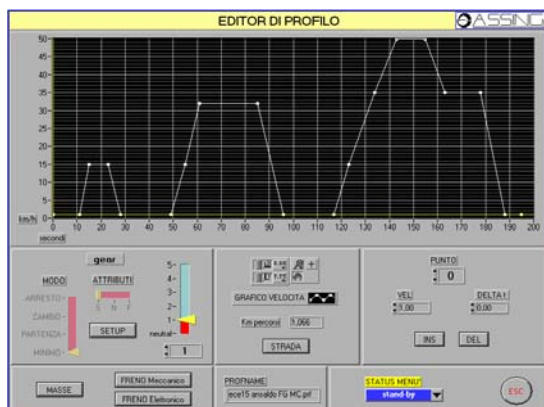 EDITOR DI PROFILO
ASSING
50
45
40
35
30
25
20
15
10
5
0
km/h
0 10 20 30 40 50 60 70 80 90 100 110 120 130 140 150 160 170 180 190 200
secondi
gear
MODO
ATTRIBUTI
ARRESTO
CAMBIO
PARTENZA
MINIMO
S N F
SETUP
5
4
3
2
1
neutral
1
GRAFICO VELOCITA
Km percorsi 1,066
STRADA
PUNTO
0
VEL
1,00
DELTA t
0,00
INS
DEL
MASSE
FRENO Meccanico
FRENO Elettronico
PROFNAME
ece15 ansaldo FG MC.prf
STATUS MENU'
stand-by
ESC